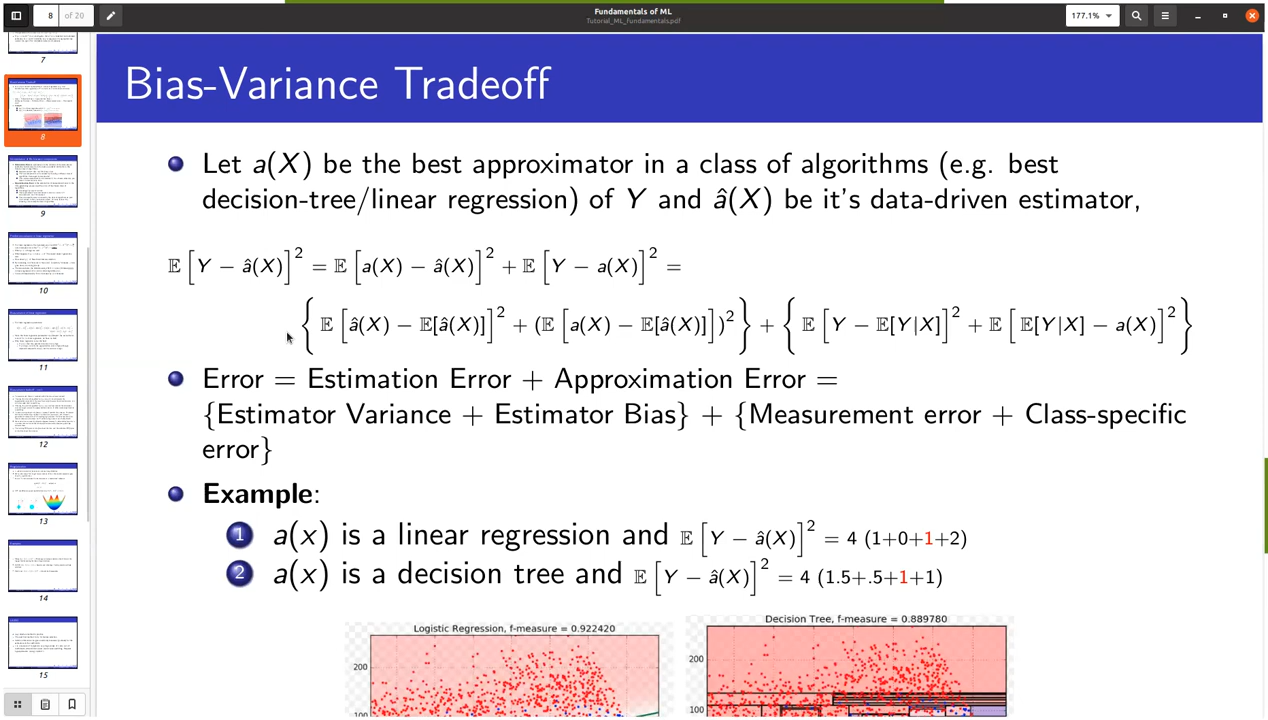 Fundamentals of ML
Tutorial_ML_fundamentals.pdf
8 of 20
177.1%
7
8
9
10
11
12
13
14
15
Bias-Variance Tradeoff
Let a(X) be the best approximator in a class of algorithms (e.g. best
decision-tree/linear regression) of Y and â(X) be it's data-driven estimator,
𝔼[Y − â(X)]² = 𝔼[a(X) − â(X)]² + 𝔼[Y − a(X)]² =
{𝔼[â(X) − 𝔼[â(X)]]² + (𝔼[a(X) − 𝔼[â(X)]])²} + {𝔼[Y − 𝔼[Y|X]]² + 𝔼[𝔼[Y|X] − a(X)]²}
Error = Estimation Error + Approximation Error =
{Estimator Variance + Estimator Bias} + {Measurement error + Class-specific
error}
Example:
1 a(x) is a linear regression and 𝔼[Y − â(X)]² = 4 (1+0+1+2)
2 a(x) is a decision tree and 𝔼[Y − â(X)]² = 4 (1.5+.5+1+1)
Logistic Regression, f-measure = 0.922420
200
100
Decision Tree, f-measure = 0.889780
200
100